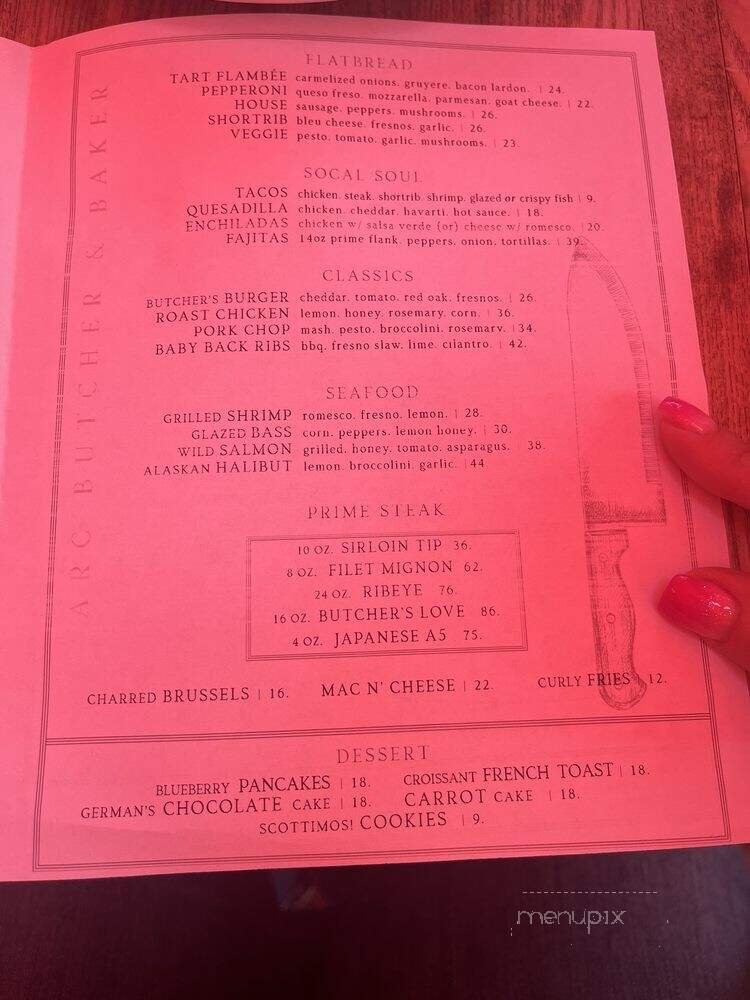 FLATBREAD
TART FLAMBÉE carmelized onions. gruyere. bacon lardon. | 24.
PEPPERONI queso freso. mozzarella. parmesan. goat cheese. | 22.
HOUSE sausage. peppers. mushrooms. | 26.
SHORTRIB bleu cheese. fresnos. garlic. | 26.
VEGGIE pesto. tomato. garlic. mushrooms. | 23.
SOCAL SOUL
TACOS chicken. steak. shortrib. shrimp. glazed or crispy fish | 9.
QUESADILLA chicken. cheddar. havarti. hot sauce. | 18.
ENCHILADAS chicken w/ salsa verde {or} cheese w/ romesco. | 20.
FAJITAS 14oz prime flank. peppers. onion. tortillas. | 39.
CLASSICS
BUTCHER'S BURGER cheddar. tomato. red oak. fresnos. | 26.
ROAST CHICKEN lemon. honey. rosemary. corn. | 36.
PORK CHOP mash. pesto. broccolini. rosemary. | 34.
BABY BACK RIBS bbq. fresno slaw. lime. cilantro. | 42.
SEAFOOD
GRILLED SHRIMP romesco. fresno. lemon. | 28.
GLAZED BASS corn. peppers. lemon honey. | 30.
WILD SALMON grilled. honey. tomato. asparagus. | 38.
ALASKAN HALIBUT lemon. broccolini. garlic. | 44
PRIME STEAK
10 OZ. SIRLOIN TIP 36.
8 OZ. FILET MIGNON 62.
24 OZ. RIBEYE 76.
16 OZ. BUTCHER'S LOVE 86.
4 OZ. JAPANESE A5 75.
CHARRED BRUSSELS | 16. MAC N' CHEESE | 22. CURLY FRIES | 12.
DESSERT
BLUEBERRY PANCAKES | 18. CROISSANT FRENCH TOAST | 18.
GERMAN'S CHOCOLATE CAKE | 18. CARROT CAKE | 18.
SCOTTIMOS! COOKIES | 9.
ARC BUTCHER & BAKER
menupix